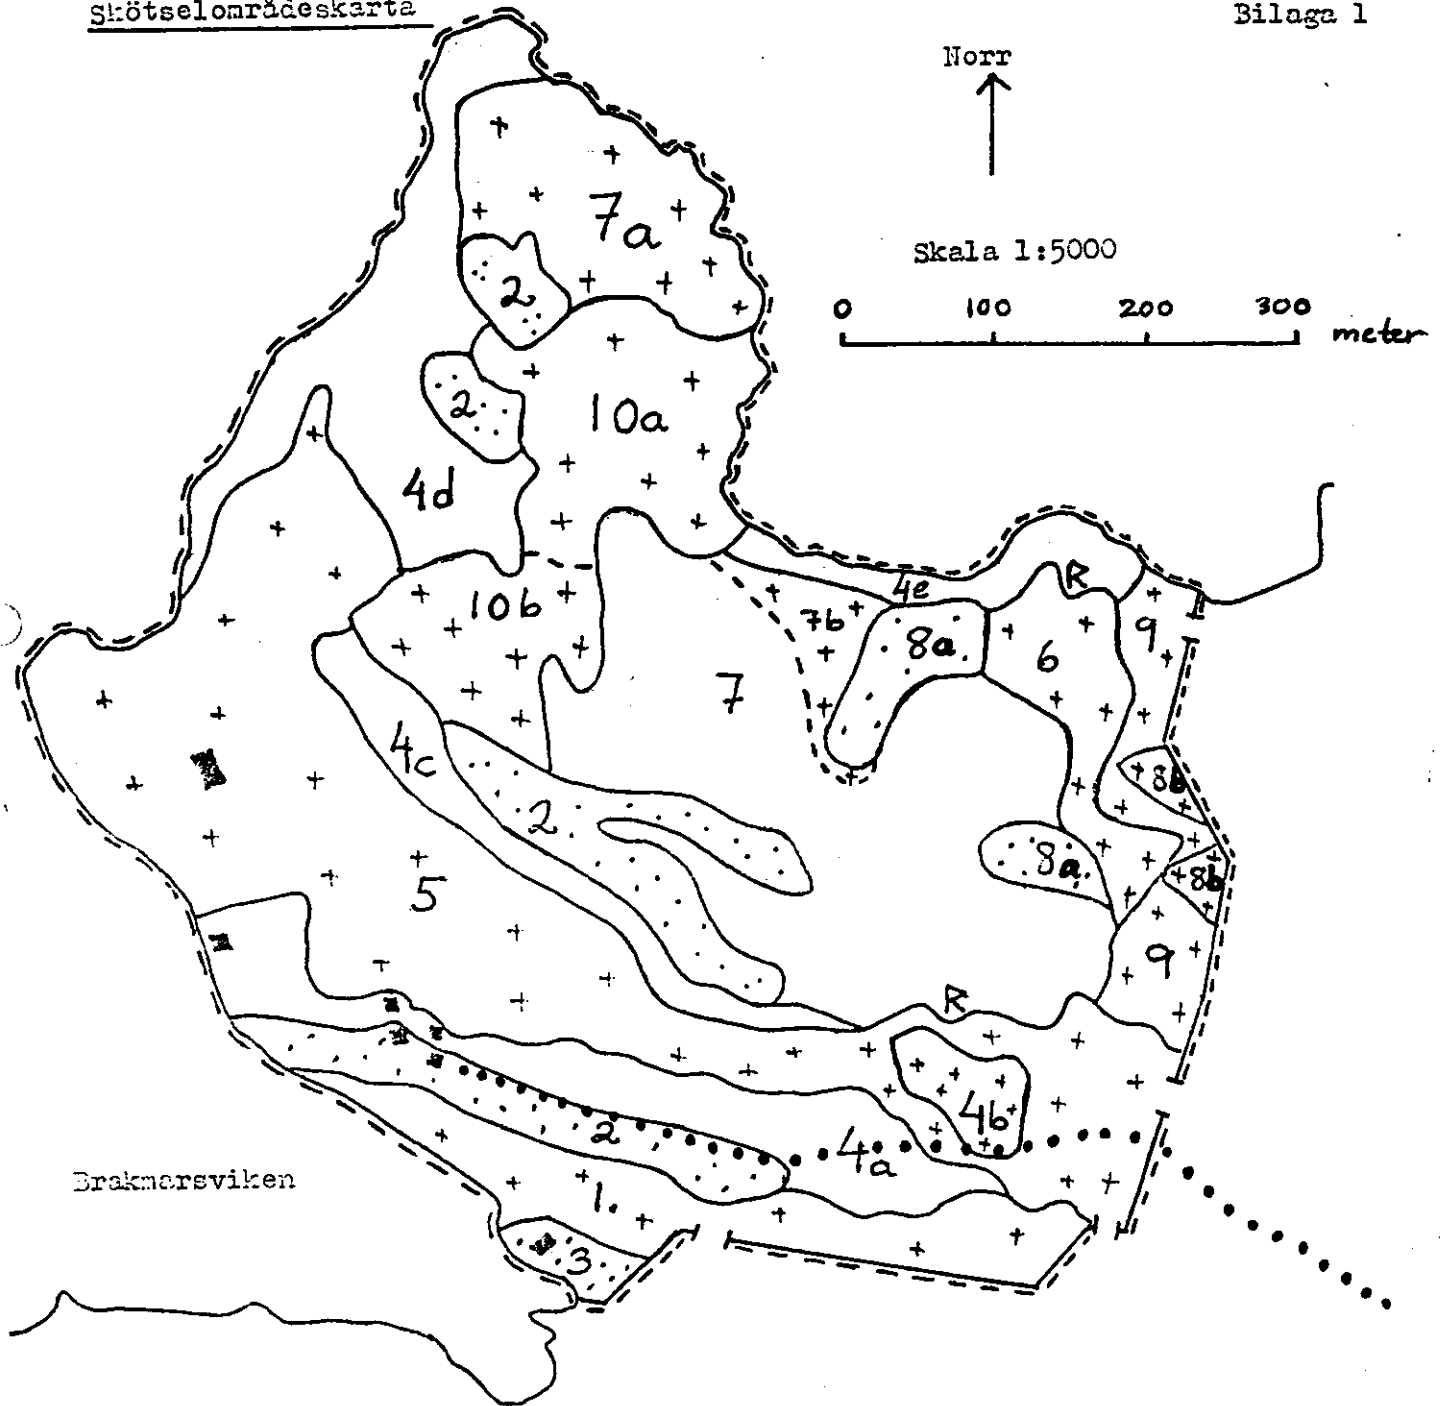 Skötselområdeskarta
Bilaga 1
Norr
Skala 1:5000
0 100 200 300 meter
7a
2
2
10a
4d
4e
R
10b
7b
8a
6
9
7
4c
8b
2
8a
8b
5
9
R
4b
2
4a
Brakmarsviken
1.
3